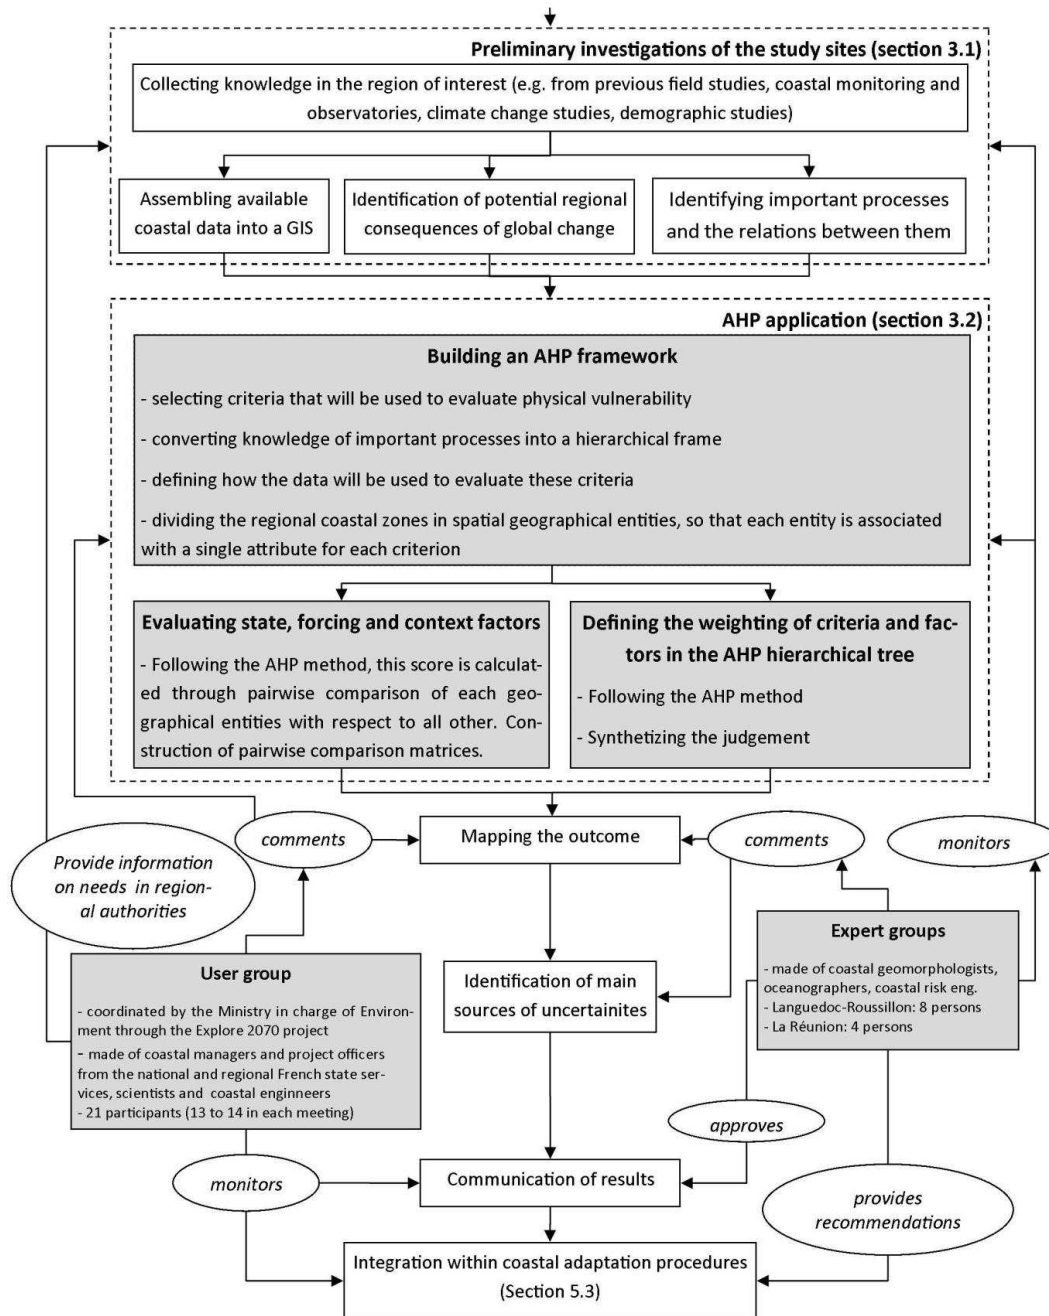 Preliminary investigations of the study sites (section 3.1)
Collecting knowledge in the region of interest (e.g. from previous field studies, coastal monitoring and
observatories, climate change studies, demographic studies)
Assembling available
coastal data into a GIS
Identification of potential regional
consequences of global change
Identifying important processes
and the relations between them
AHP application (section 3.2)
Building an AHP framework
- selecting criteria that will be used to evaluate physical vulnerability
- converting knowledge of important processes into a hierarchical frame
- defining how the data will be used to evaluate these criteria
- dividing the regional coastal zones in spatial geographical entities, so that each entity is associated
with a single attribute for each criterion
Evaluating state, forcing and context factors
- Following the AHP method, this score is calculat-
ed through pairwise comparison of each geo-
graphical entities with respect to all other. Con-
struction of pairwise comparison matrices.
Defining the weighting of criteria and fac-
tors in the AHP hierarchical tree
- Following the AHP method
- Synthetizing the judgement
comments
Mapping the outcome
comments
monitors
Provide information
on needs in region-
al authorities
User group
- coordinated by the Ministry in charge of Environ-
ment through the Explore 2070 project
- made of coastal managers and project officers
from the national and regional French state ser-
vices, scientists and coastal enginneers
- 21 participants (13 to 14 in each meeting)
Identification of main
sources of uncertainites
Expert groups
- made of coastal geomorphologists,
oceanographers, coastal risk eng.
- Languedoc-Roussillon: 8 persons
- La Réunion: 4 persons
approves
monitors
Communication of results
provides
recommendations
Integration within coastal adaptation procedures
(Section 5.3)